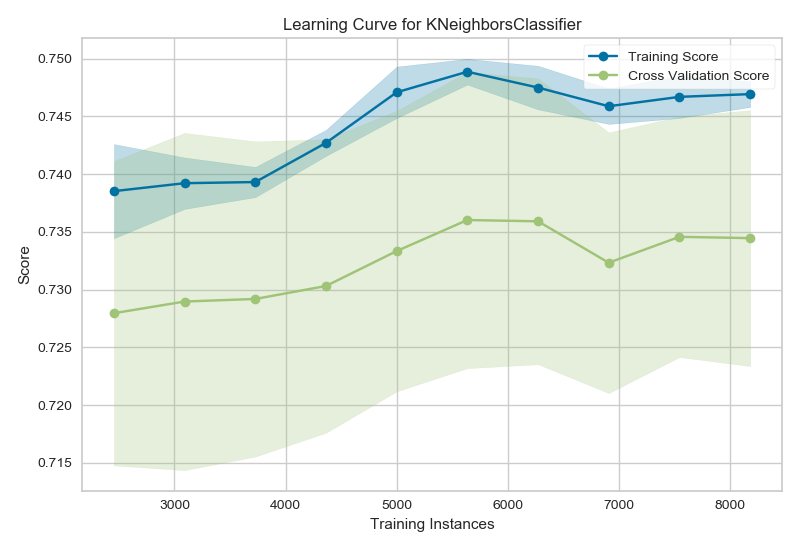 Learning Curve for KNeighborsClassifier
Training Score
Cross Validation Score
0.750
0.745
0.740
0.735
0.730
0.725
0.720
0.715
Score
3000 4000 5000 6000 7000 8000
Training Instances